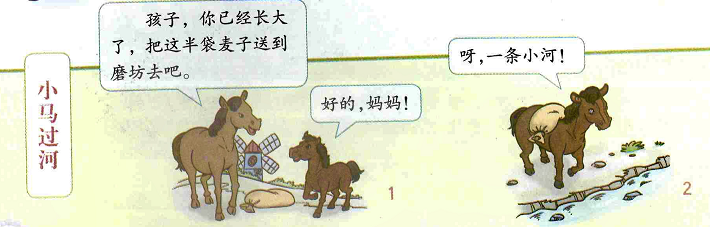 小马过河
孩子，你已经长大
了，把这半袋麦子送到
磨坊去吧。
好的，妈妈！
1
呀，一条小河！
2